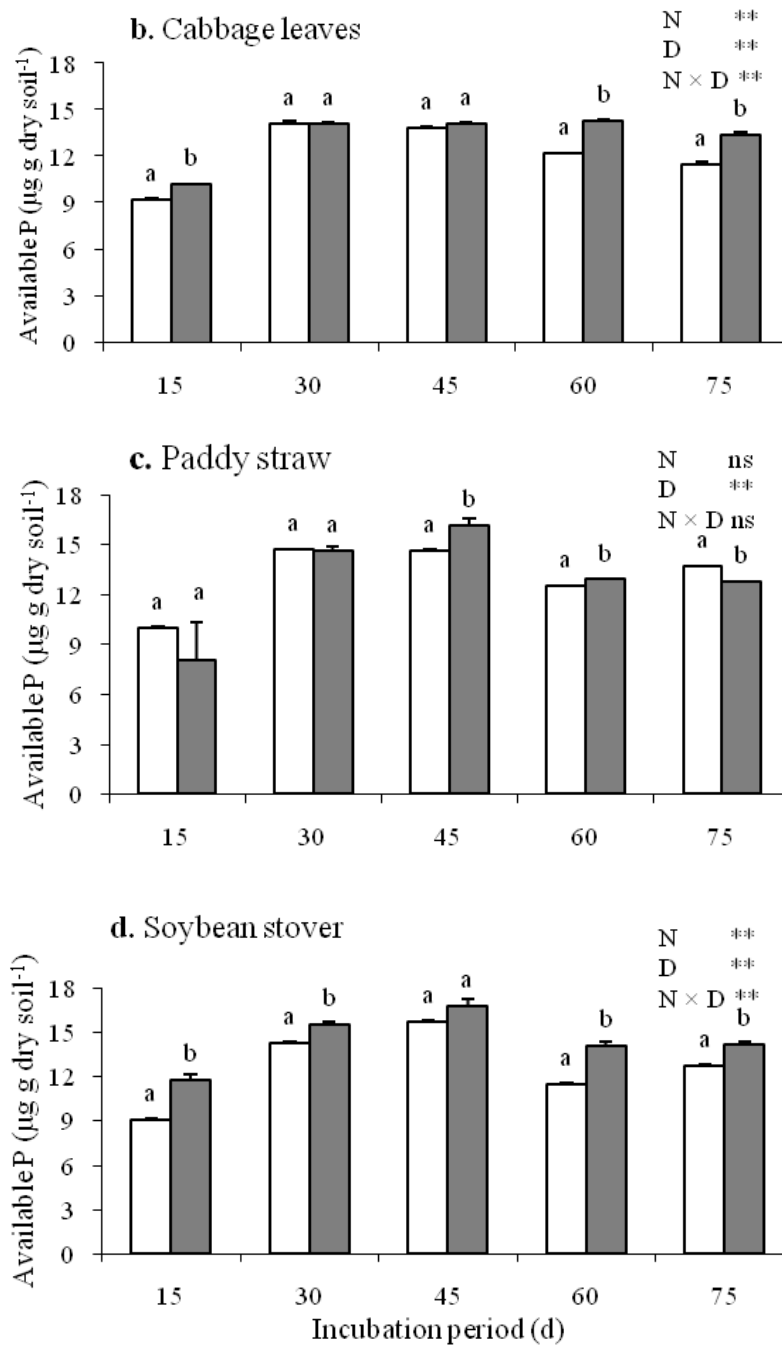 b. Cabbage leaves
N **
D **
N × D **
Available P (µg g dry soil-1)
18
15
12
9
6
3
0
a b
a a
a a
a b
a b
15 30 45 60 75
c. Paddy straw
N ns
D **
N × D ns
Available P (µg g dry soil-1)
18
15
12
9
6
3
0
a a
a a
a b
a b
a b
15 30 45 60 75
d. Soybean stover
N **
D **
N × D **
Available P (µg g dry soil-1)
18
15
12
9
6
3
0
a b
a b
a a
a b
a b
15 30 45 60 75
Incubation period (d)